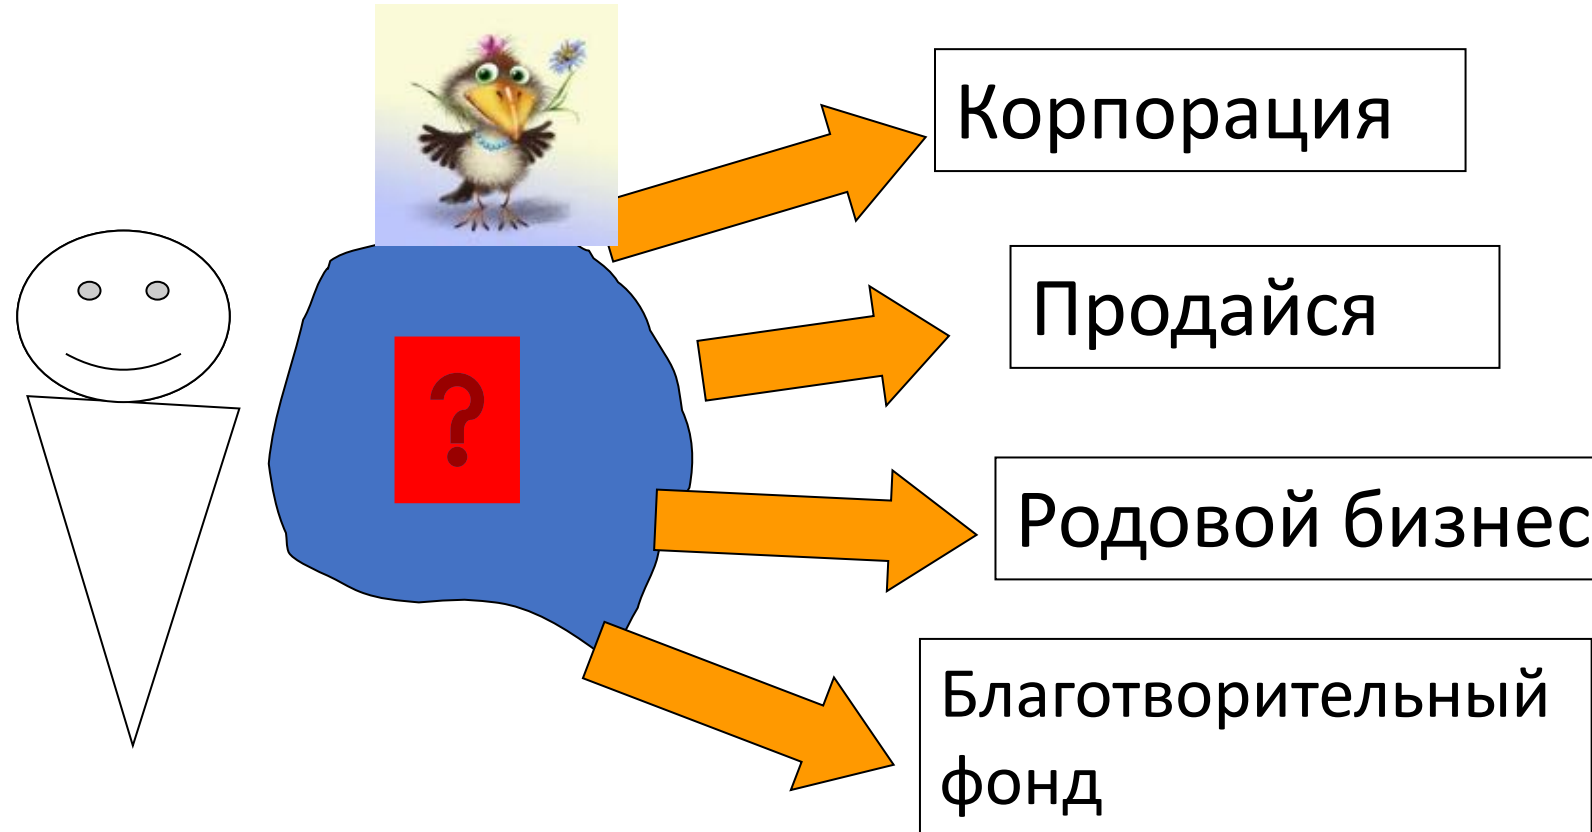 Корпорация
Продайся
?
Родовой бизнес
Благотворительный
фонд